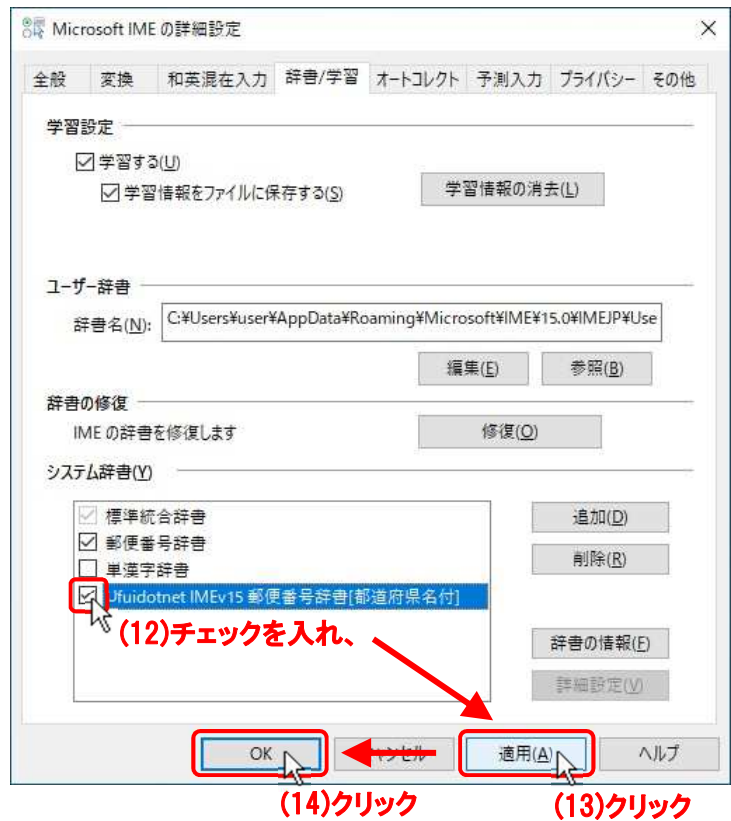 Microsoft IME の詳細設定
全般 変換 和英混在入力 辞書/学習 オートコレクト 予測入力 プライバシー その他
学習設定
学習する(U)
学習情報をファイルに保存する(S) 学習情報の消去(L)
ユーザー辞書
辞書名(N): C:¥Users¥user¥AppData¥Roaming¥Microsoft¥IME¥15.0¥IMEJP¥Use
編集(E) 参照(B)
辞書の修復
IME の辞書を修復します 修復(O)
システム辞書(Y)
標準統合辞書 追加(D)
郵便番号辞書
単漢字辞書 削除(R)
Ufuidotnet IMEv15 郵便番号辞書[都道府県名付]
(12)チェックを入れ、
辞書の情報(F)
詳細設定(V)
OK キャンセル 適用(A) ヘルプ
(14)クリック (13)クリック